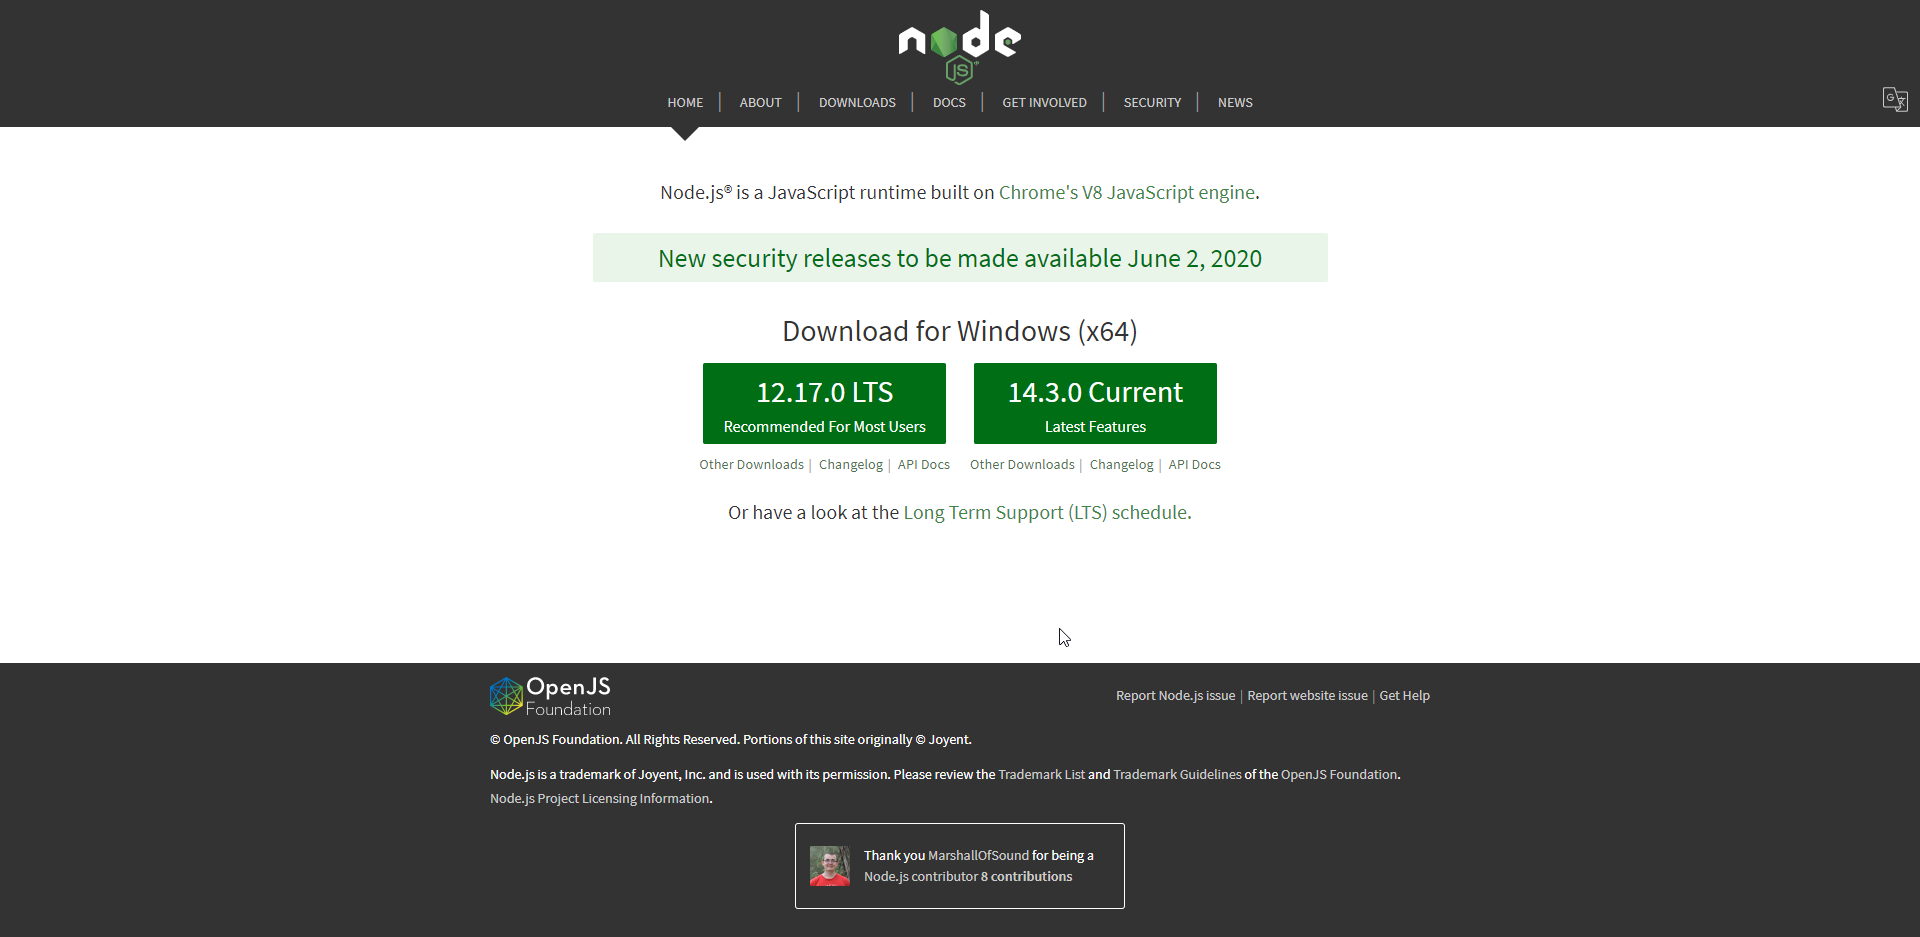 node
JS
HOME | ABOUT | DOWNLOADS | DOCS | GET INVOLVED | SECURITY | NEWS
Node.js® is a JavaScript runtime built on Chrome's V8 JavaScript engine.
New security releases to be made available June 2, 2020
Download for Windows (x64)
12.17.0 LTS
Recommended For Most Users
14.3.0 Current
Latest Features
Other Downloads | Changelog | API Docs
Other Downloads | Changelog | API Docs
Or have a look at the Long Term Support (LTS) schedule.
OpenJS
Foundation
Report Node.js issue | Report website issue | Get Help
© OpenJS Foundation. All Rights Reserved. Portions of this site originally © Joyent.
Node.js is a trademark of Joyent, Inc. and is used with its permission. Please review the Trademark List and Trademark Guidelines of the OpenJS Foundation.
Node.js Project Licensing Information.
Thank you MarshallOfSound for being a
Node.js contributor 8 contributions